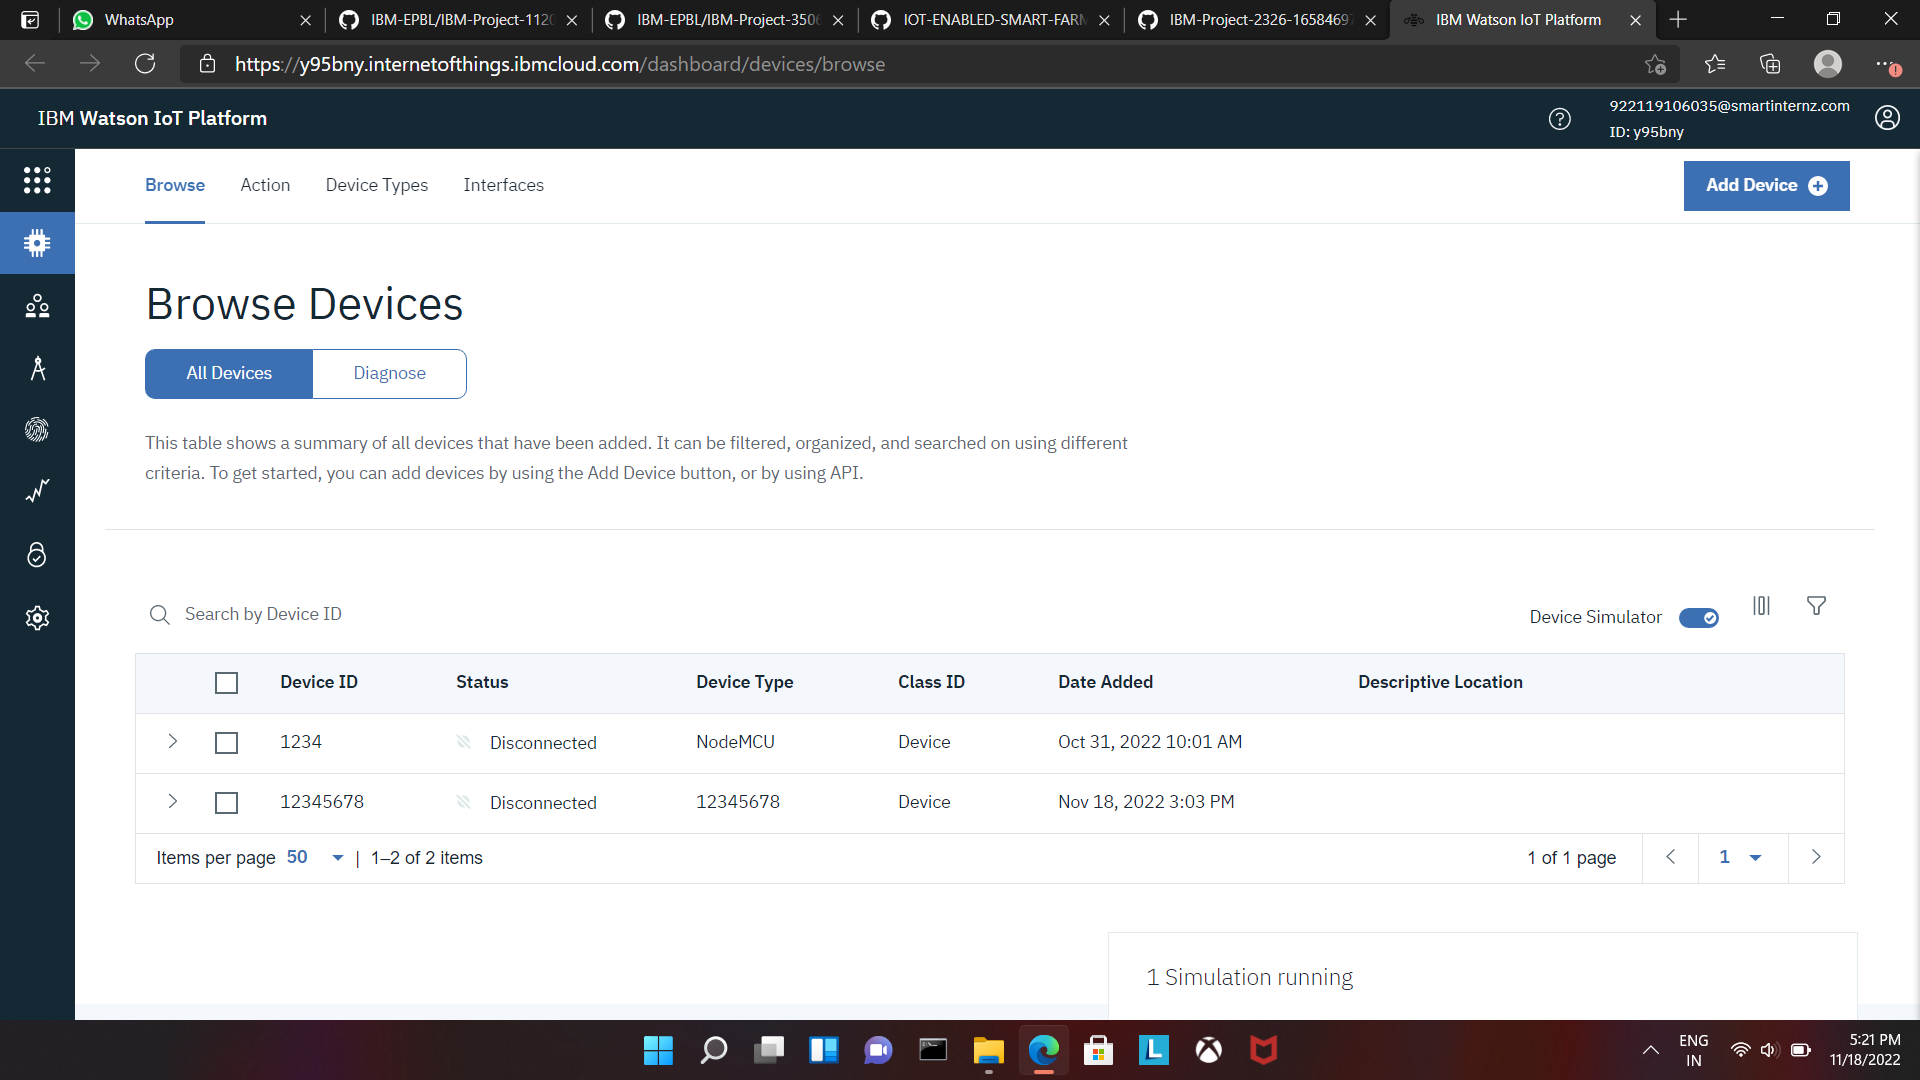 WhatsApp
IBM-EPBL/IBM-Project-1120
IBM-EPBL/IBM-Project-3506
IOT-ENABLED-SMART-FARM
IBM-Project-2326-16584697
IBM Watson IoT Platform
https://y95bny.internetofthings.ibmcloud.com/dashboard/devices/browse
IBM Watson IoT Platform
922119106035@smartinternz.com
ID: y95bny
Browse
Action
Device Types
Interfaces
Add Device
Browse Devices
All Devices
Diagnose
This table shows a summary of all devices that have been added. It can be filtered, organized, and searched on using different
criteria. To get started, you can add devices by using the Add Device button, or by using API.
Search by Device ID
Device Simulator
Device ID Status Device Type Class ID Date Added Descriptive Location
1234 Disconnected NodeMCU Device Oct 31, 2022 10:01 AM
12345678 Disconnected 12345678 Device Nov 18, 2022 3:03 PM
Items per page 50 | 1–2 of 2 items
1 of 1 page
1
1 Simulation running
ENG
IN
5:21 PM
11/18/2022